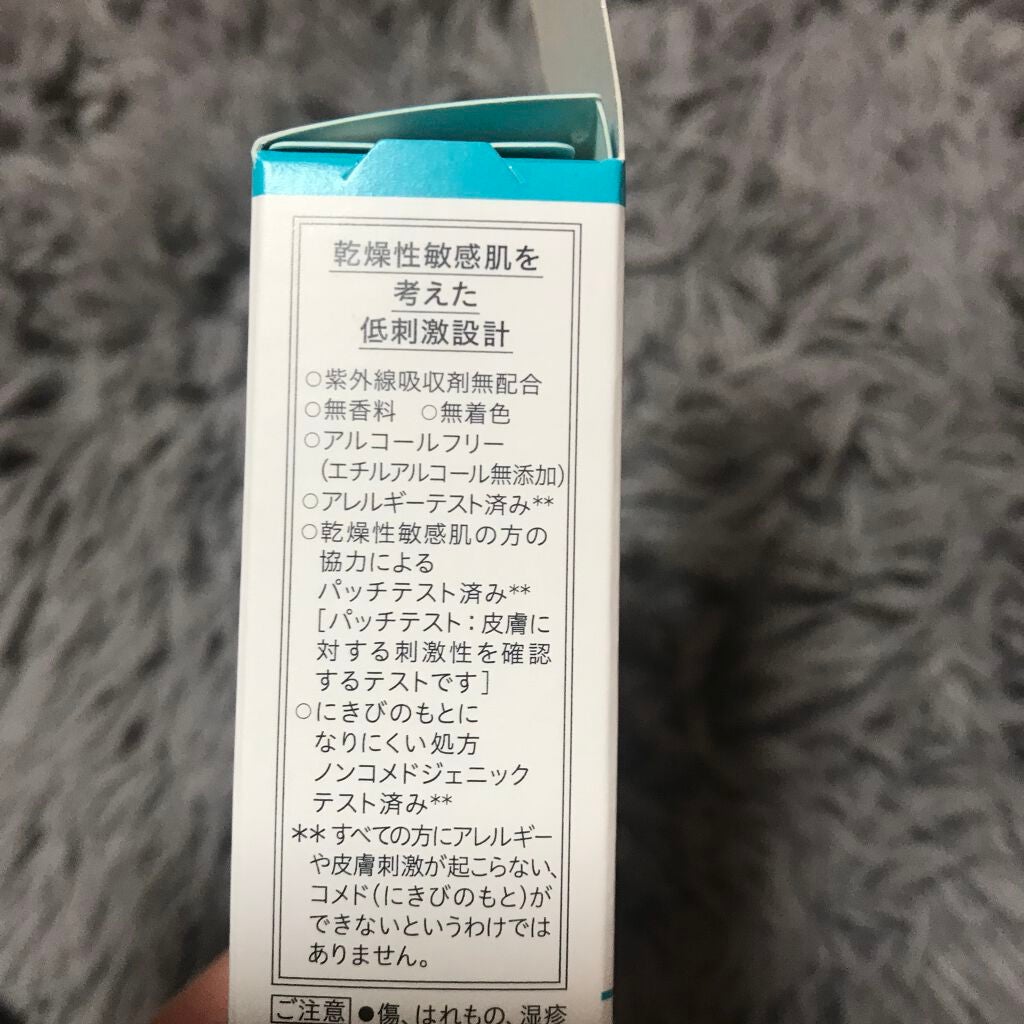 乾燥性敏感肌を
考えた
低刺激設計
○紫外線吸収剤無配合
○無香料 ○無着色
○アルコールフリー
(エチルアルコール無添加)
○アレルギーテスト済み**
○乾燥性敏感肌の方の
協力による
パッチテスト済み**
[パッチテスト：皮膚に
対する刺激性を確認
するテストです]
○にきびのもとに
なりにくい処方
ノンコメドジェニック
テスト済み**
**すべての方にアレルギー
や皮膚刺激が起こらない、
コメド(にきびのもと)が
できないというわけでは
ありません。
ご注意 ●傷、はれもの、湿疹